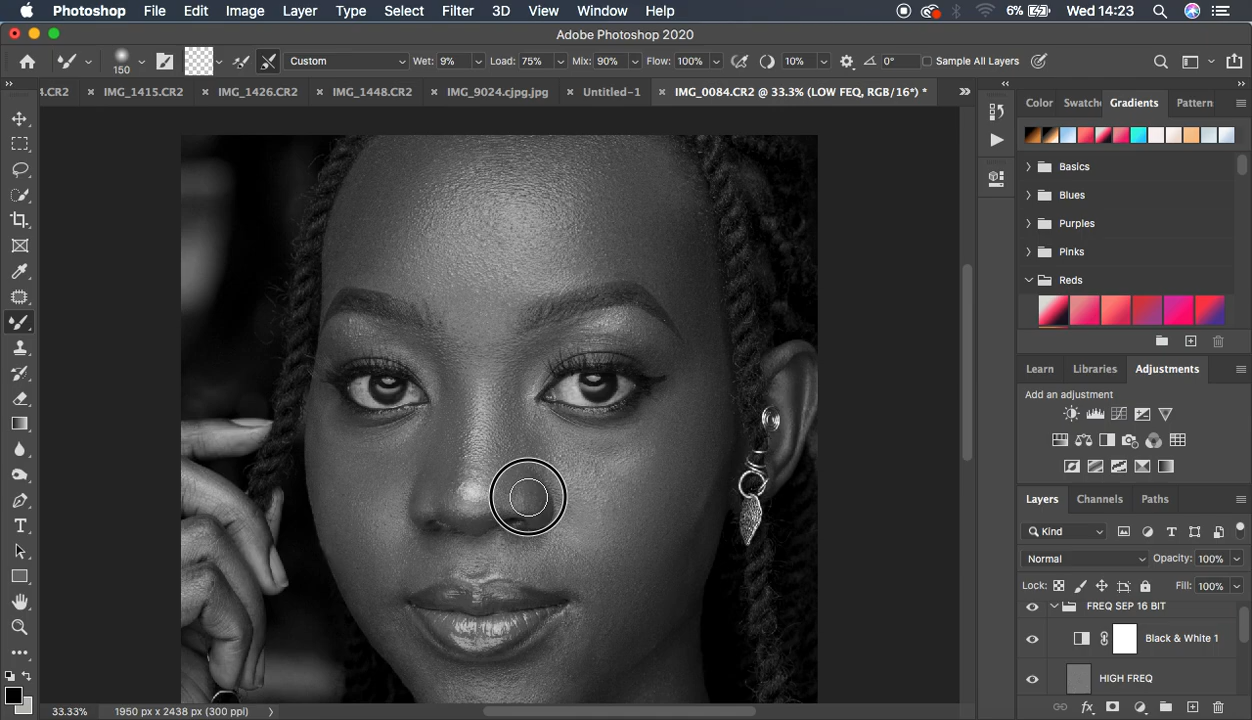 Photoshop File Edit Image Layer Type Select Filter 3D View Window Help 6% Wed 14:23
Adobe Photoshop 2020
150 Custom Wet: 9% Load: 75% Mix: 90% Flow: 100% 10% 0° Sample All Layers
4.CR2 IMG_1415.CR2 IMG_1426.CR2 IMG_1448.CR2 IMG_9024.cjpg.jpg Untitled-1 IMG_0084.CR2 @ 33.3% (LOW FEQ, RGB/16*) *
Color Swatche Gradients Pattern
Basics
Blues
Purples
Pinks
Reds
Learn Libraries Adjustments
Add an adjustment
Layers Channels Paths
Kind
Normal Opacity: 100%
Lock: Fill: 100%
FREQ SEP 16 BIT
Black & White 1
HIGH FREQ
33.33% 1950 px x 2438 px (300 ppi)